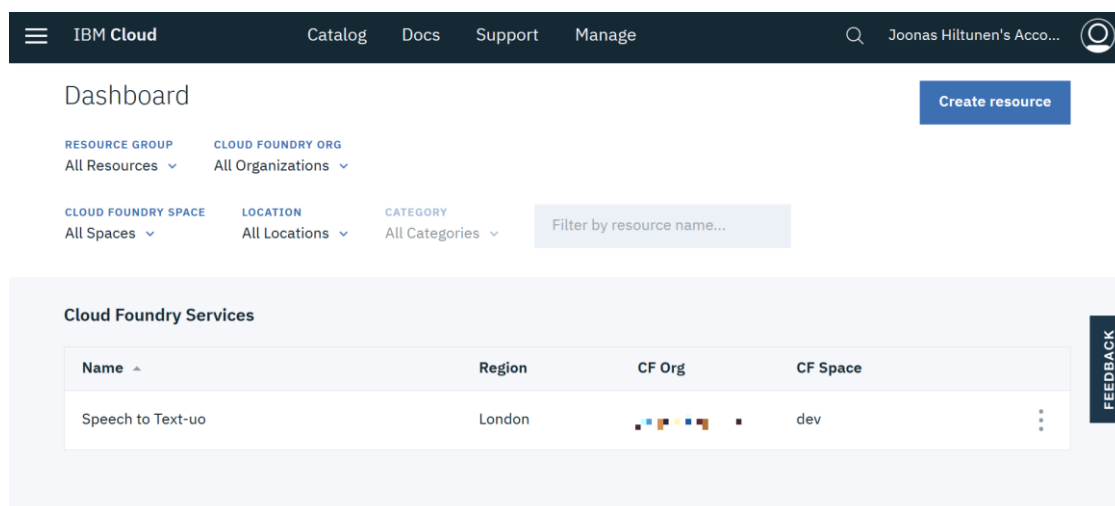 IBM Cloud Catalog Docs Support Manage Joonas Hiltunen's Acco...
Dashboard
Create resource
RESOURCE GROUP CLOUD FOUNDRY ORG
All Resources All Organizations
CLOUD FOUNDRY SPACE LOCATION CATEGORY
All Spaces All Locations All Categories Filter by resource name...
Cloud Foundry Services
Name Region CF Org CF Space
Speech to Text-uo London dev
FEEDBACK